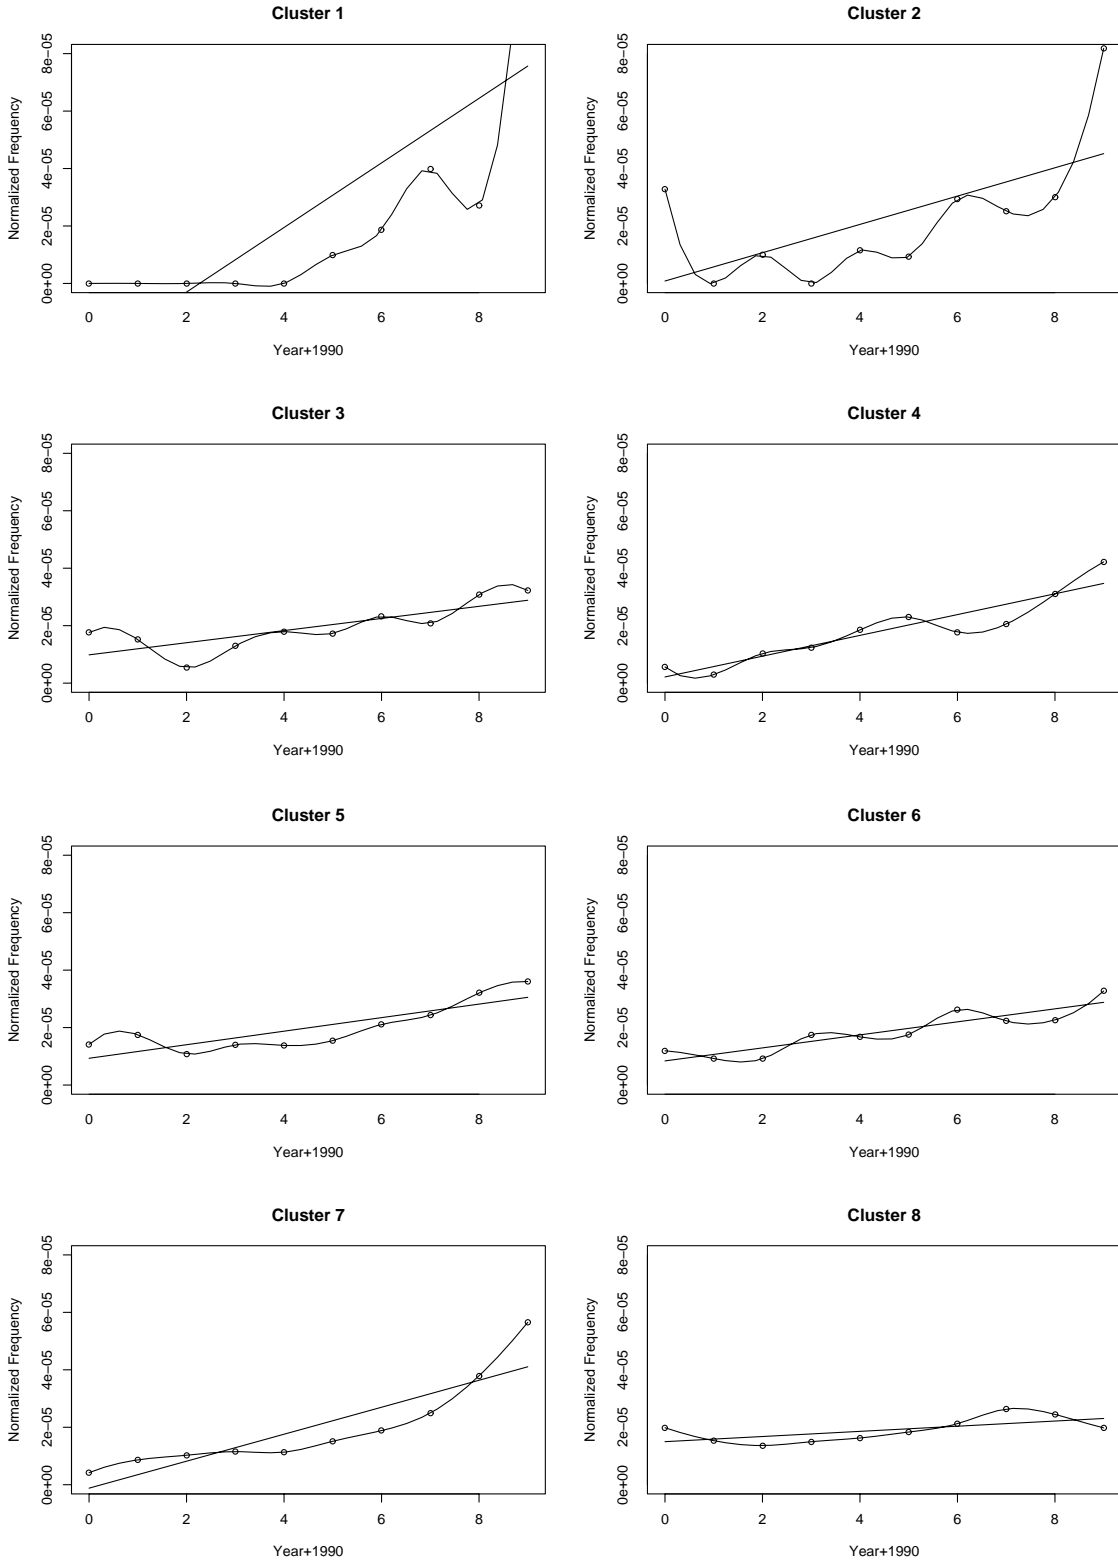 Cluster 1
Normalized Frequency
0e+00 2e−05 4e−05 6e−05 8e−05
0 2 4 6 8
Year+1990
Cluster 2
Normalized Frequency
0e+00 2e−05 4e−05 6e−05 8e−05
0 2 4 6 8
Year+1990
Cluster 3
Normalized Frequency
0e+00 2e−05 4e−05 6e−05 8e−05
0 2 4 6 8
Year+1990
Cluster 4
Normalized Frequency
0e+00 2e−05 4e−05 6e−05 8e−05
0 2 4 6 8
Year+1990
Cluster 5
Normalized Frequency
0e+00 2e−05 4e−05 6e−05 8e−05
0 2 4 6 8
Year+1990
Cluster 6
Normalized Frequency
0e+00 2e−05 4e−05 6e−05 8e−05
0 2 4 6 8
Year+1990
Cluster 7
Normalized Frequency
0e+00 2e−05 4e−05 6e−05 8e−05
0 2 4 6 8
Year+1990
Cluster 8
Normalized Frequency
0e+00 2e−05 4e−05 6e−05 8e−05
0 2 4 6 8
Year+1990